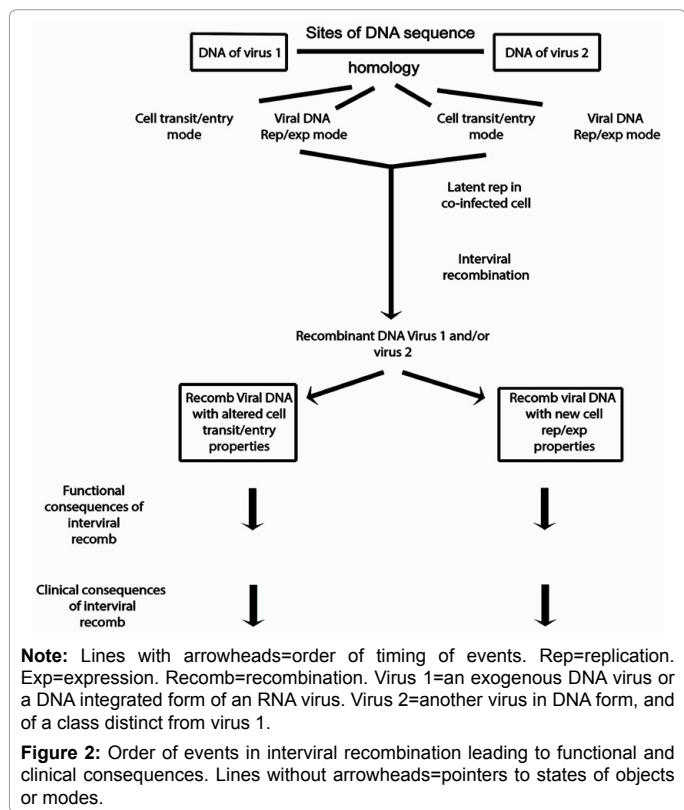 Sites of DNA sequence
DNA of virus 1
DNA of virus 2
homology
Cell transit/entry
mode
Viral DNA
Rep/exp mode
Cell transit/entry
mode
Viral DNA
Rep/exp mode
Latent rep in
co-infected cell
Interviral
recombination
Recombinant DNA Virus 1 and/or
virus 2
Recomb Viral DNA
with altered cell
transit/entry
properties
Recomb viral DNA
with new cell
rep/exp
properties
Functional
consequences of
interviral
recomb
Clinical consequences
of interviral
recomb
Note: Lines with arrowheads=order of timing of events. Rep=replication.
Exp=expression. Recomb=recombination. Virus 1=an exogenous DNA virus or
a DNA integrated form of an RNA virus. Virus 2=another virus in DNA form, and
of a class distinct from virus 1.
Figure 2: Order of events in interviral recombination leading to functional and
clinical consequences. Lines without arrowheads=pointers to states of objects
or modes.